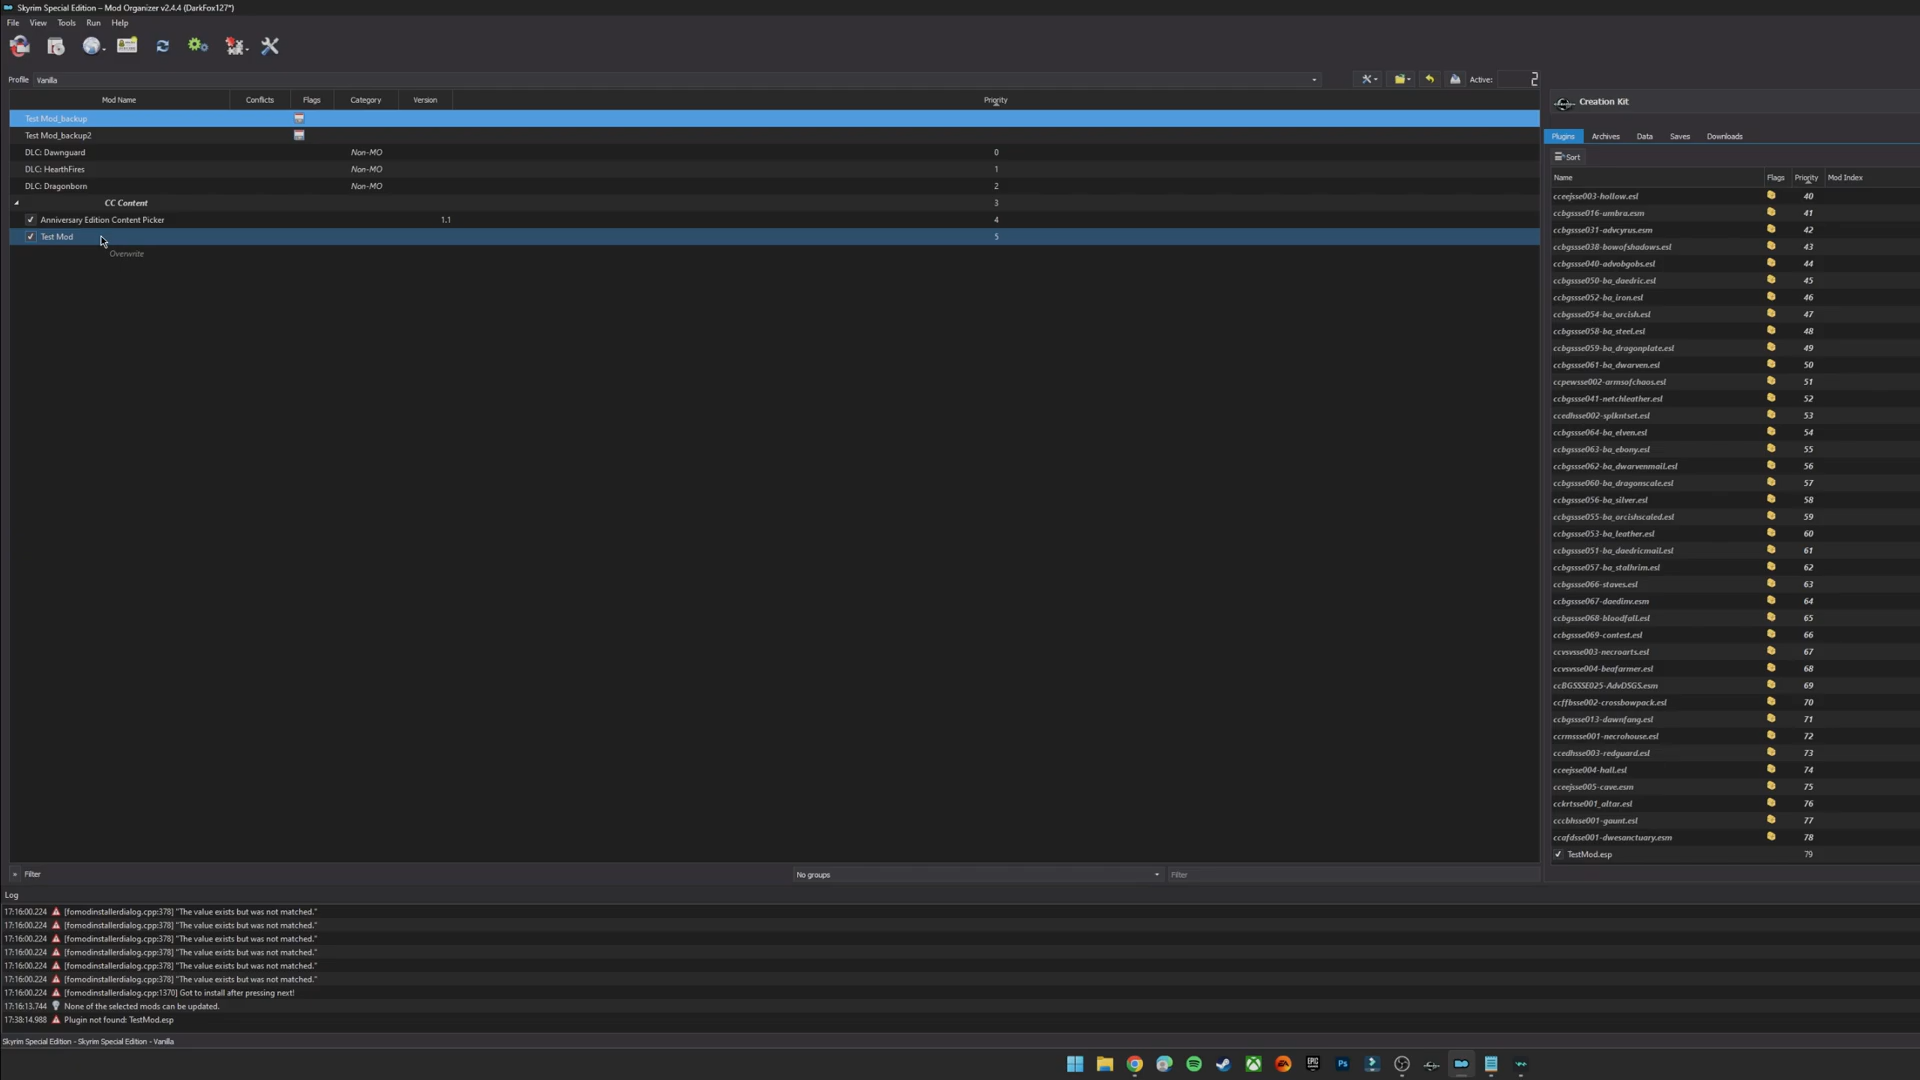 Skyrim Special Edition – Mod Organizer v2.4.4 (DarkFox127*)
File View Tools Run Help
Profile Vanilla Active: 2
Mod Name Conflicts Flags Category Version Priority
Test Mod_backup
Test Mod_backup2
DLC: Dawnguard Non-MO 0
DLC: HearthFires Non-MO 1
DLC: Dragonborn Non-MO 2
CC Content 3
Anniversary Edition Content Picker 1.1 4
Test Mod 5
Overwrite
Creation Kit
Plugins Archives Data Saves Downloads
Sort
Name Flags Priority Mod Index
cceejsse003-hollow.esl 40
ccbgssse016-umbra.esm 41
ccbgssse031-advcyrus.esm 42
ccbgssse038-bowofshadows.esl 43
ccbgssse040-advobgobs.esl 44
ccbgssse050-ba_daedric.esl 45
ccbgssse052-ba_iron.esl 46
ccbgssse054-ba_orcish.esl 47
ccbgssse058-ba_steel.esl 48
ccbgssse059-ba_dragonplate.esl 49
ccbgssse061-ba_dwarven.esl 50
ccpewsse002-armsofchaos.esl 51
ccbgssse041-netchleather.esl 52
ccedhsse002-splkntset.esl 53
ccbgssse064-ba_elven.esl 54
ccbgssse063-ba_ebony.esl 55
ccbgssse062-ba_dwarvenmail.esl 56
ccbgssse060-ba_dragonscale.esl 57
ccbgssse056-ba_silver.esl 58
ccbgssse055-ba_orcishscaled.esl 59
ccbgssse053-ba_leather.esl 60
ccbgssse051-ba_daedricmail.esl 61
ccbgssse057-ba_stalhrim.esl 62
ccbgssse066-staves.esl 63
ccbgssse067-daedinv.esm 64
ccbgssse068-bloodfall.esl 65
ccbgssse069-contest.esl 66
ccvsvsse003-necroarts.esl 67
ccvsvsse004-beafarmer.esl 68
ccBGSSSE025-AdvDSGS.esm 69
ccffbsse002-crossbowpack.esl 70
ccbgssse013-dawnfang.esl 71
ccrmssse001-necrohouse.esl 72
ccedhsse003-redguard.esl 73
cceejsse004-hall.esl 74
cceejsse005-cave.esm 75
cckrtsse001_altar.esl 76
cccbhsse001-gaunt.esl 77
ccafdsse001-dwesanctuary.esm 78
TestMod.esp 79
Filter No groups Filter
Log
17:16:00.224 [fomodinstallerdialog.cpp:378] "The value exists but was not matched."
17:16:00.224 [fomodinstallerdialog.cpp:378] "The value exists but was not matched."
17:16:00.224 [fomodinstallerdialog.cpp:378] "The value exists but was not matched."
17:16:00.224 [fomodinstallerdialog.cpp:378] "The value exists but was not matched."
17:16:00.224 [fomodinstallerdialog.cpp:378] "The value exists but was not matched."
17:16:00.224 [fomodinstallerdialog.cpp:378] "The value exists but was not matched."
17:16:00.224 [fomodinstallerdialog.cpp:1370] Got to install after pressing next!
17:16:13.744 None of the selected mods can be updated.
17:38:14.988 Plugin not found: TestMod.esp
Skyrim Special Edition - Skyrim Special Edition - Vanilla
EPIC Ps